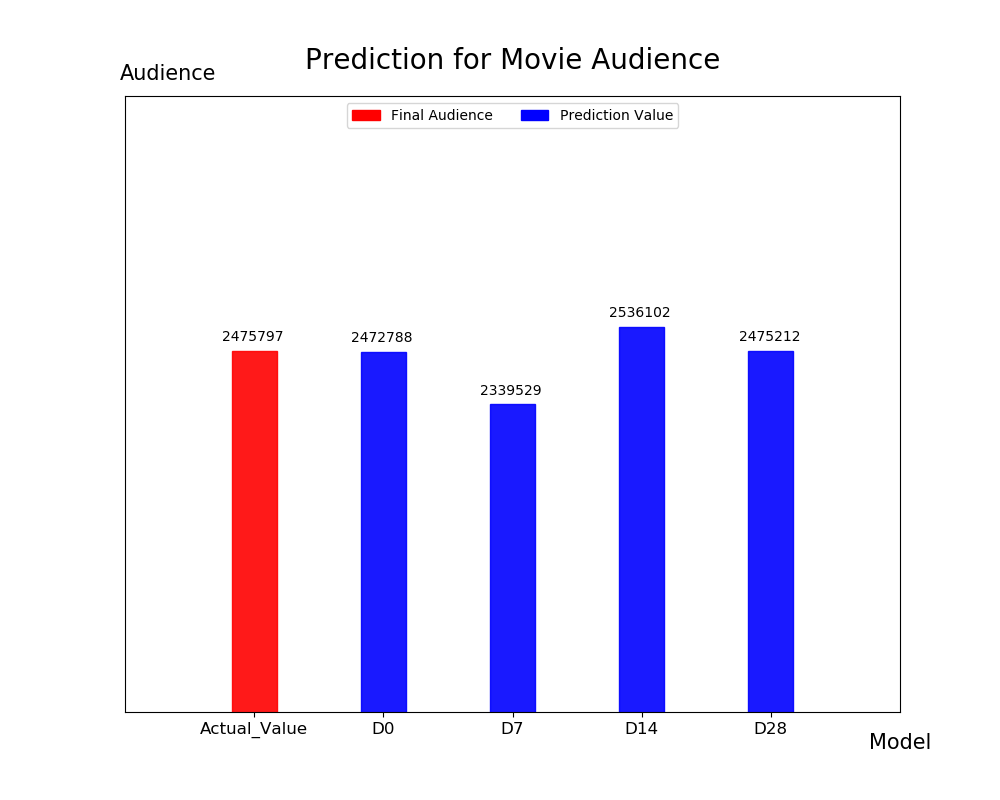 Prediction for Movie Audience
Audience
Final Audience Prediction Value
2536102
2475797 2472788 2475212
2339529
Actual_Value D0 D7 D14 D28
Model